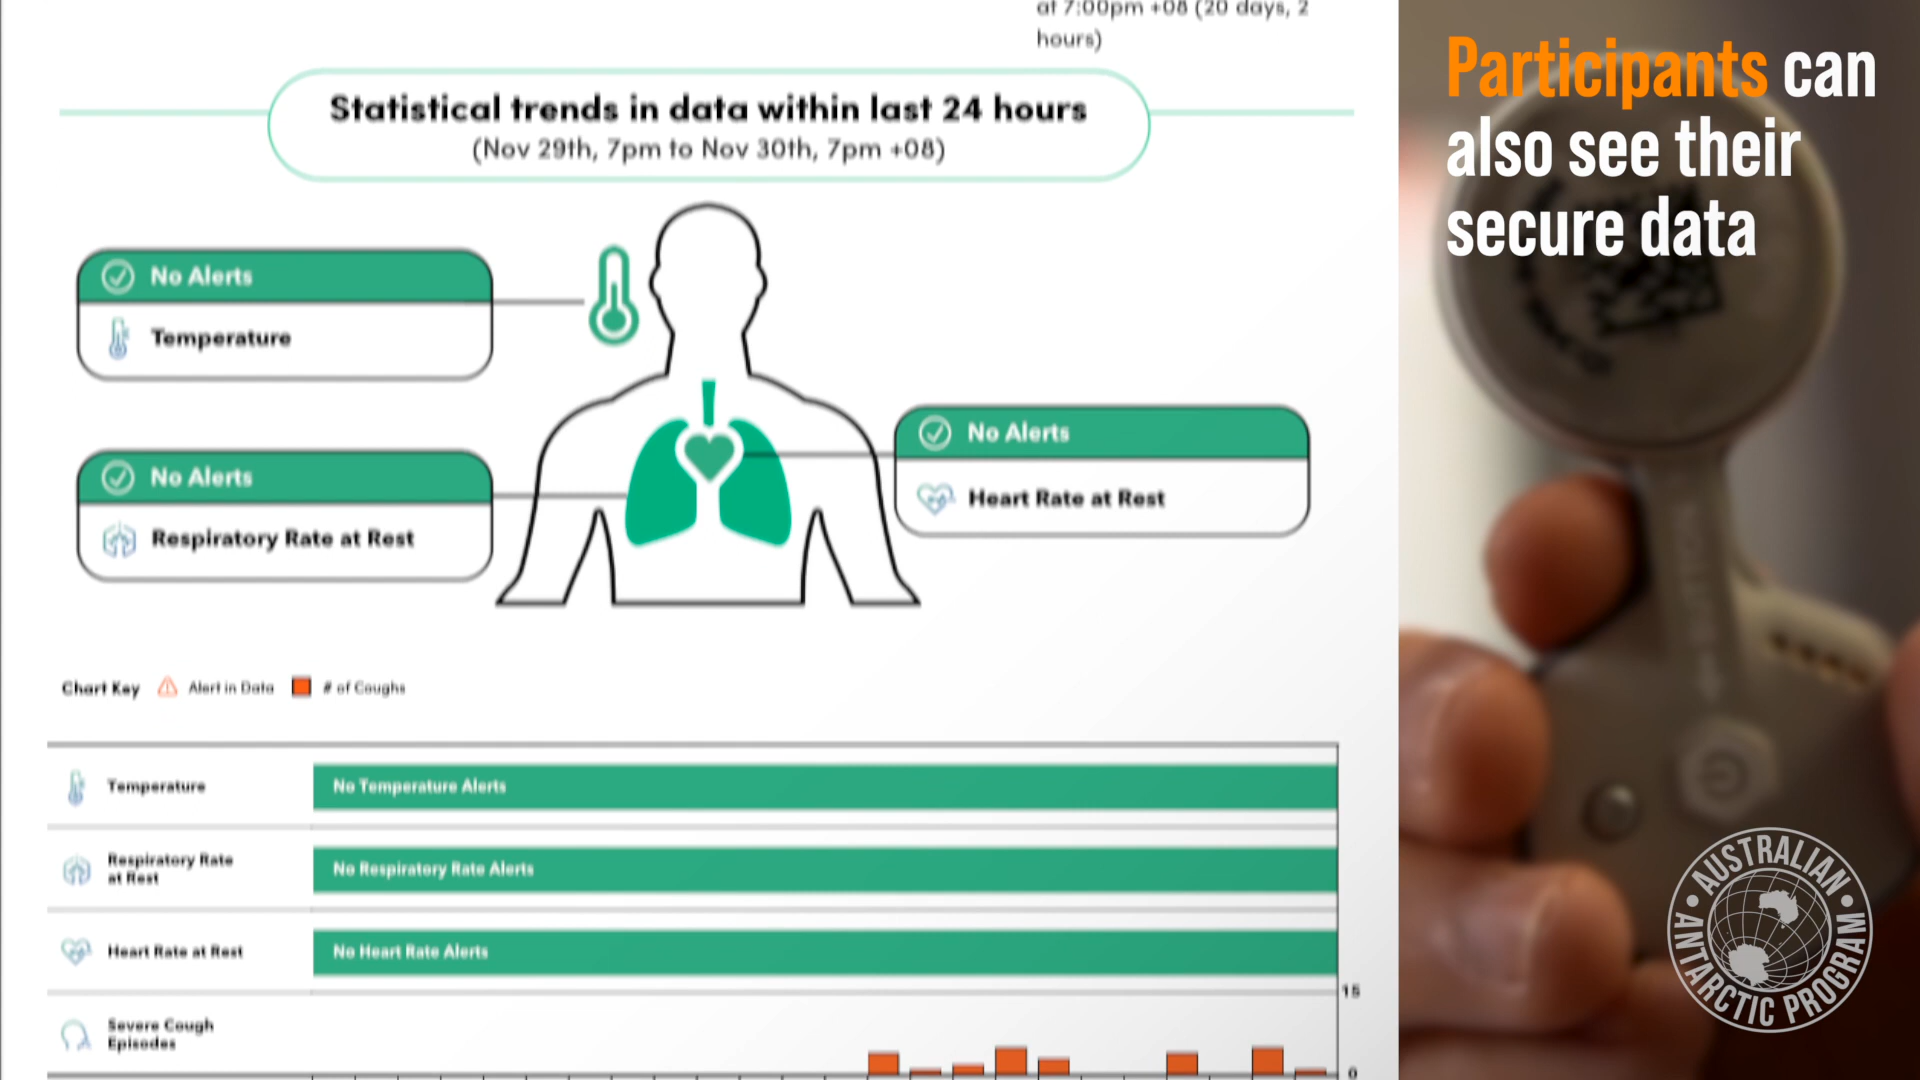 at 7:00pm +08 (20 days, 2
hours)
Statistical trends in data within last 24 hours
(Nov 29th, 7pm to Nov 30th, 7pm +08)
No Alerts
Temperature
No Alerts
Respiratory Rate at Rest
No Alerts
Heart Rate at Rest
Chart Key
Alert in Data
# of Coughs
Temperature
No Temperature Alerts
Respiratory Rate
at Rest
No Respiratory Rate Alerts
Heart Rate at Rest
No Heart Rate Alerts
15
Severe Cough
Episodes
0
Participants can
also see their
secure data
AUSTRALIAN
ANTARCTIC PROGRAM